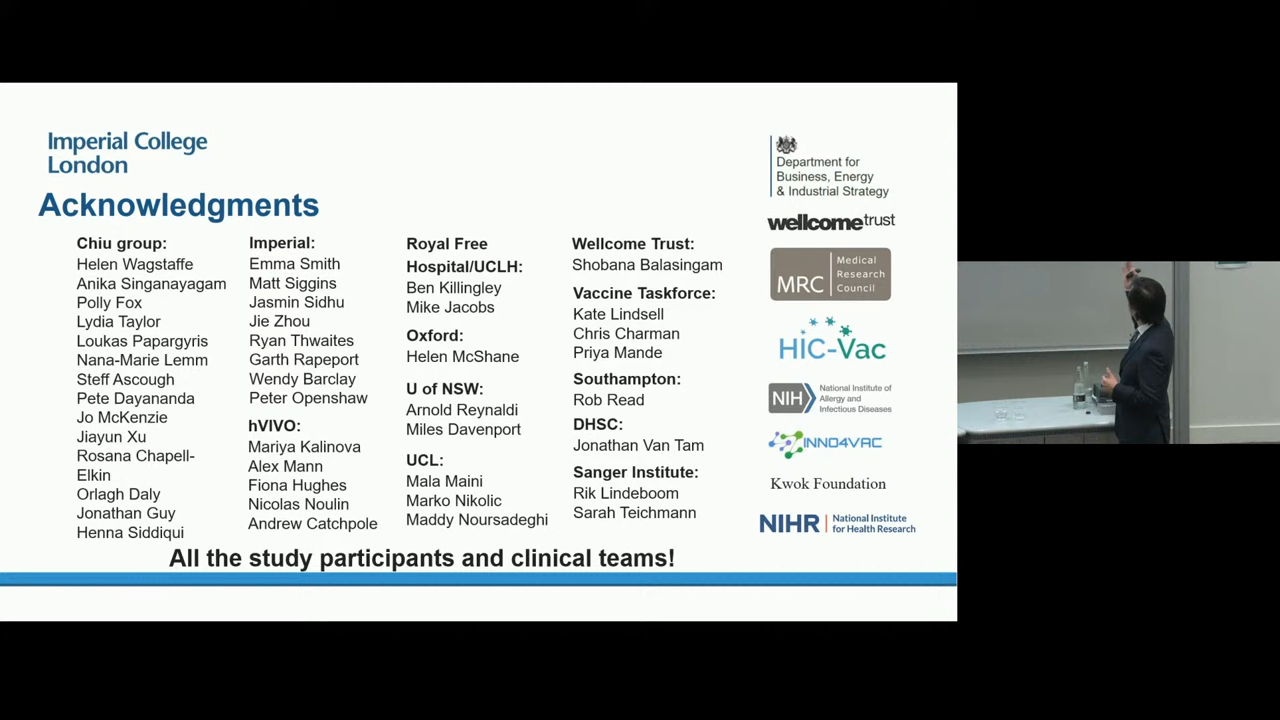 Imperial College
London
Acknowledgments
Chiu group:
Helen Wagstaffe
Anika Singanayagam
Polly Fox
Lydia Taylor
Loukas Papargyris
Nana-Marie Lemm
Steff Ascough
Pete Dayananda
Jo McKenzie
Jiayun Xu
Rosana Chapel-
Elkin
Orlagh Daly
Jonathan Guy
Henna Siddiqui
Imperial:
Emma Smith
Matt Siggins
Jasmin Sidhu
Jie Zhou
Ryan Thwaites
Garth Rapeport
Wendy Barclay
Peter Openshaw
hVIVO:
Mariya Kalinova
Alex Mann
Fiona Hughes
Nicolas Noulin
Andrew Catchpole
Royal Free
Hospital/UCLH:
Ben Killingley
Mike Jacobs
Oxford:
Helen McShane
U of NSW:
Arnold Reynaldi
Miles Davenport
UCL:
Mala Maini
Marko Nikolic
Maddy Noursadeghi
Wellcome Trust:
Shobana Balasingam
Vaccine Taskforce:
Kate Lindsell
Chris Charman
Priya Mande
Southampton:
Rob Read
DHSC:
Jonathan Van Tam
Sanger Institute:
Rik Lindeboom
Sarah Teichmann
All the study participants and clinical teams!
Department for
Business, Energy
& Industrial Strategy
wellcometrust
MRC
Medical
Research
Council
HIC-Vac
NIH
National Institute of
Allergy and
Infectious Diseases
INNO4VAC
Kwok Foundation
NIHR
National Institute
for Health Research